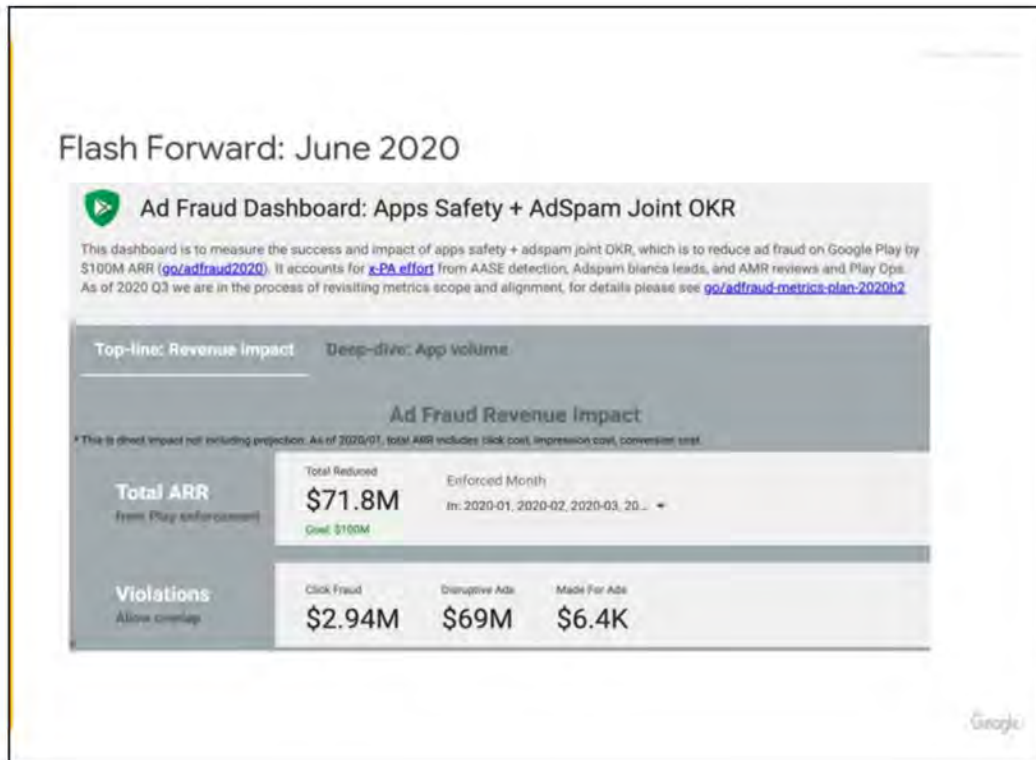 Flash Forward: June 2020
Ad Fraud Dashboard: Apps Safety + AdSpam Joint OKR
This dashboard is to measure the success and impact of apps safety + adspam joint OKR, which is to reduce ad fraud on Google Play by
$100M ARR (go/adfraud2020). It accounts for x-PA effort from AASE detection, Adspam bianca leads, and AMR reviews and Play Ops.
As of 2020 Q3 we are in the process of revisiting metrics scope and alignment, for details please see go/adfraud-metrics-plan-2020h2
Top-line: Revenue impact Deep-dive: App volume
Ad Fraud Revenue Impact
* This is direct impact not including projection. As of 2020/01, total ARR includes click cost, impression cost, conversion cost.
Total ARR
from Play enforcement
Total Reduced
$71.8M
Goal: $100M
Enforced Month
In: 2020-01, 2020-02, 2020-03, 20...
Violations
Allow overlap
Click Fraud
$2.94M
Disruptive Ads
$69M
Made For Ads
$6.4K
Google